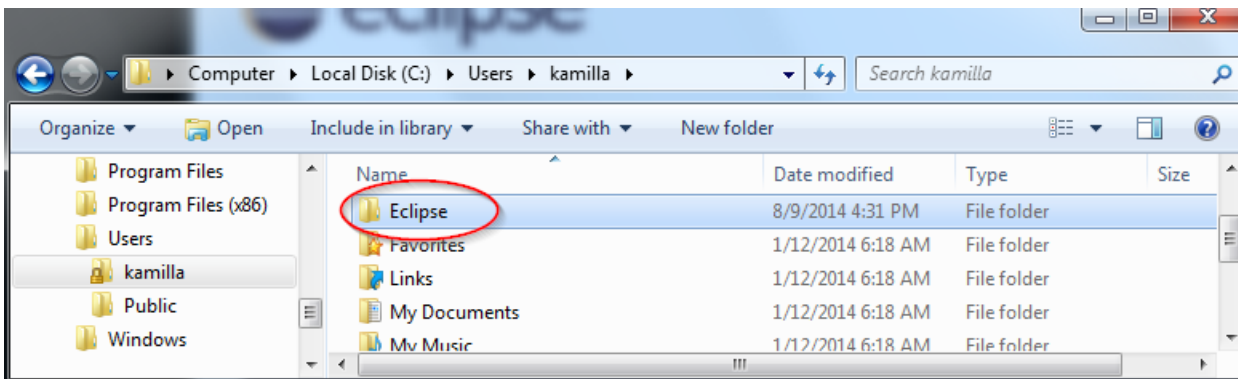 eclipse
Computer Local Disk (C:) Users kamilla Search kamilla
Organize Open Include in library Share with New folder
Program Files
Program Files (x86)
Users
kamilla
Public
Windows
Name Date modified Type Size
Eclipse 8/9/2014 4:31 PM File folder
Favorites 1/12/2014 6:18 AM File folder
Links 1/12/2014 6:18 AM File folder
My Documents 1/12/2014 6:18 AM File folder
My Music 1/12/2014 6:18 AM File folder